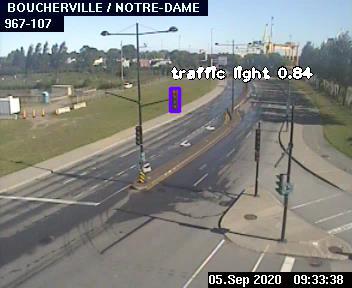 BOUCHERVILLE / NOTRE-DAME
967-107
traffic light 0.84
05.Sep 2020 09:33:38